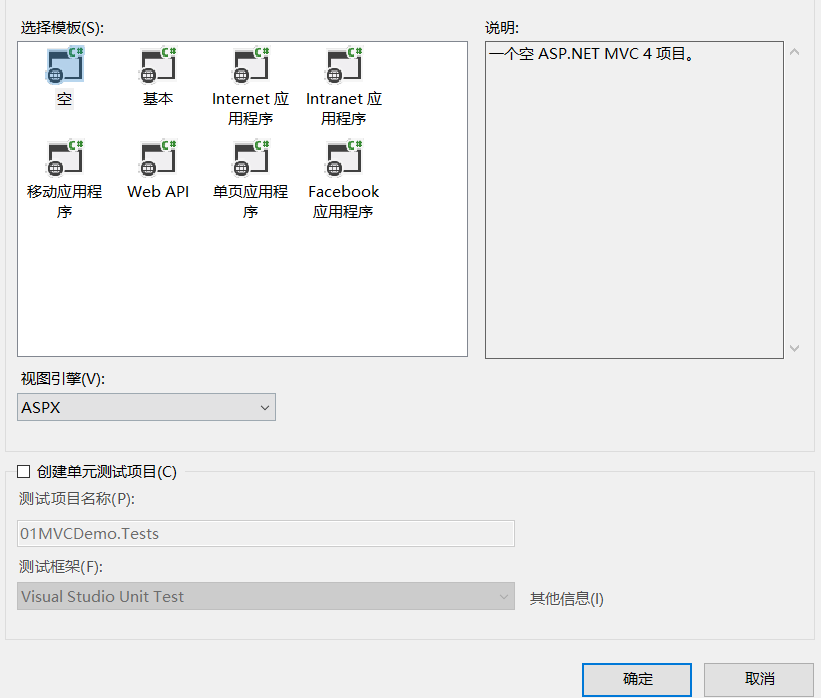 选择模板(S):
说明:
空
基本
Internet 应
用程序
Intranet 应
用程序
移动应用程
序
Web API
单页应用程
序
Facebook
应用程序
一个空 ASP.NET MVC 4 项目。
视图引擎(V):
ASPX
创建单元测试项目(C)
测试项目名称(P):
01MVCDemo.Tests
测试框架(F):
Visual Studio Unit Test
其他信息(I)
确定
取消